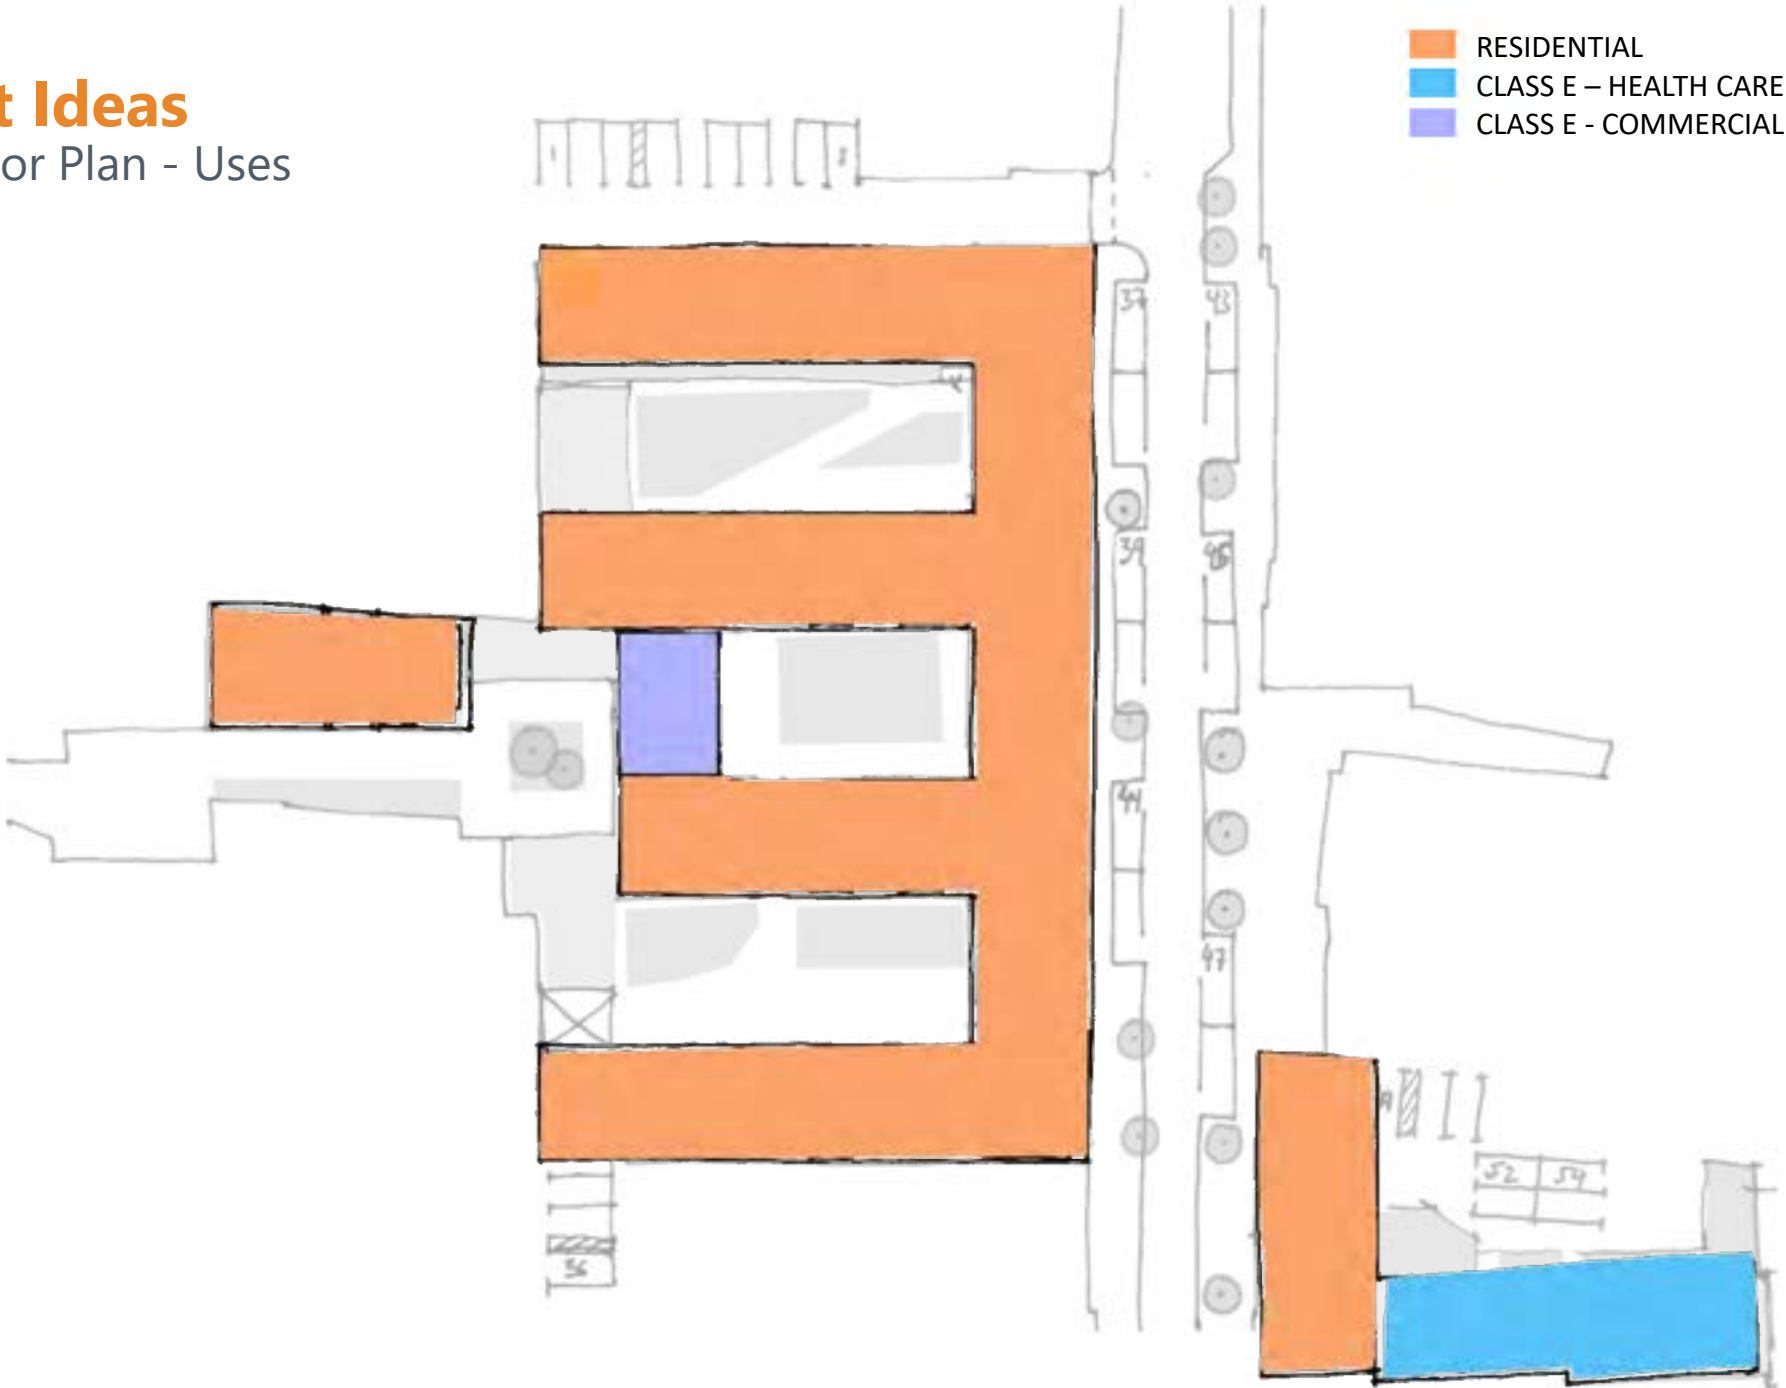 t Ideas
or Plan - Uses
RESIDENTIAL
CLASS E – HEALTH CARE
CLASS E - COMMERCIAL
37
43
39
45
41
47
52 54
56